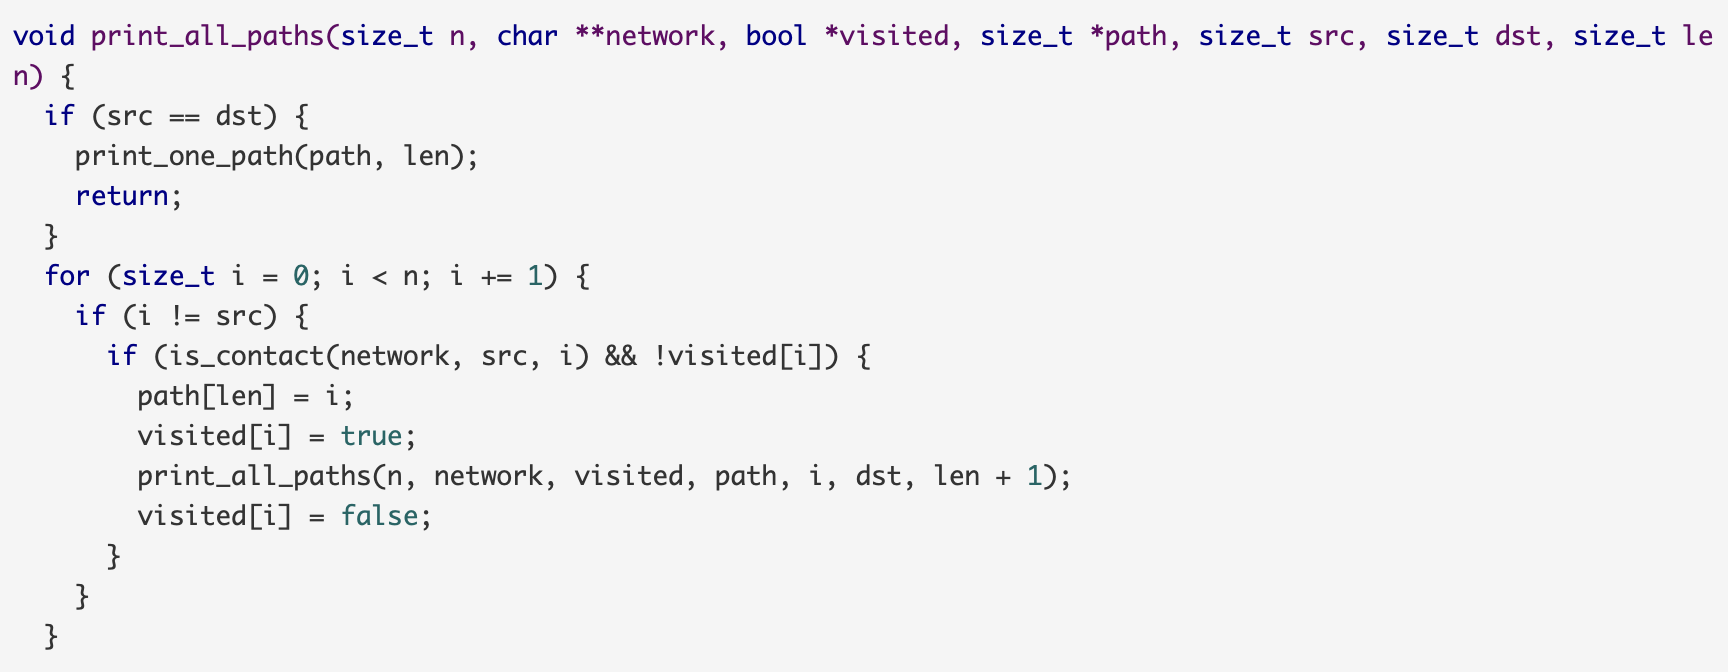 void print_all_paths(size_t n, char **network, bool *visited, size_t *path, size_t src, size_t dst, size_t le
n) {
  if (src == dst) {
    print_one_path(path, len);
    return;
  }
  for (size_t i = 0; i < n; i += 1) {
    if (i != src) {
      if (is_contact(network, src, i) && !visited[i]) {
        path[len] = i;
        visited[i] = true;
        print_all_paths(n, network, visited, path, i, dst, len + 1);
        visited[i] = false;
      }
    }
  }